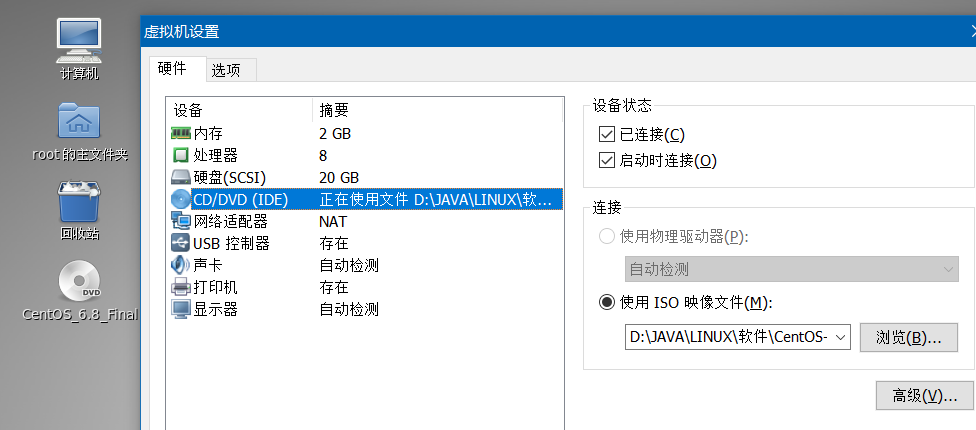 计算机
root 的主文件夹
回收站
DVD
CentOS_6.8_Final
虚拟机设置
硬件
选项
设备 摘要
内存 2 GB
处理器 8
硬盘(SCSI) 20 GB
CD/DVD (IDE) 正在使用文件 D:\JAVA\LINUX\软...
网络适配器 NAT
USB 控制器 存在
声卡 自动检测
打印机 存在
显示器 自动检测
设备状态
已连接(C)
启动时连接(O)
连接
使用物理驱动器(P):
自动检测
使用 ISO 映像文件(M):
D:\JAVA\LINUX\软件\CentOS-
浏览(B)...
高级(V)...